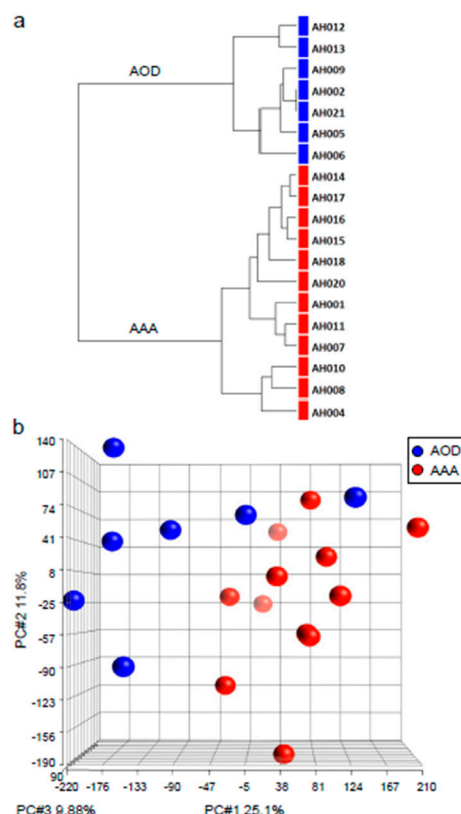 a
AH012
AH013
AOD
AH009
AH002
AH021
AH005
AH006
AH014
AH017
AH016
AH015
AH018
AH020
AH001
AAA
AH011
AH007
AH010
AH008
AH004
b
AOD
AAA
140
107
74
41
8
-25
-57
-90
-123
-156
-190
PC#2 11.8%
90
-220 -176 -133 -90 -47 -5 38 81 124 167 210
PC#3 9.88% PC#1 25.1%